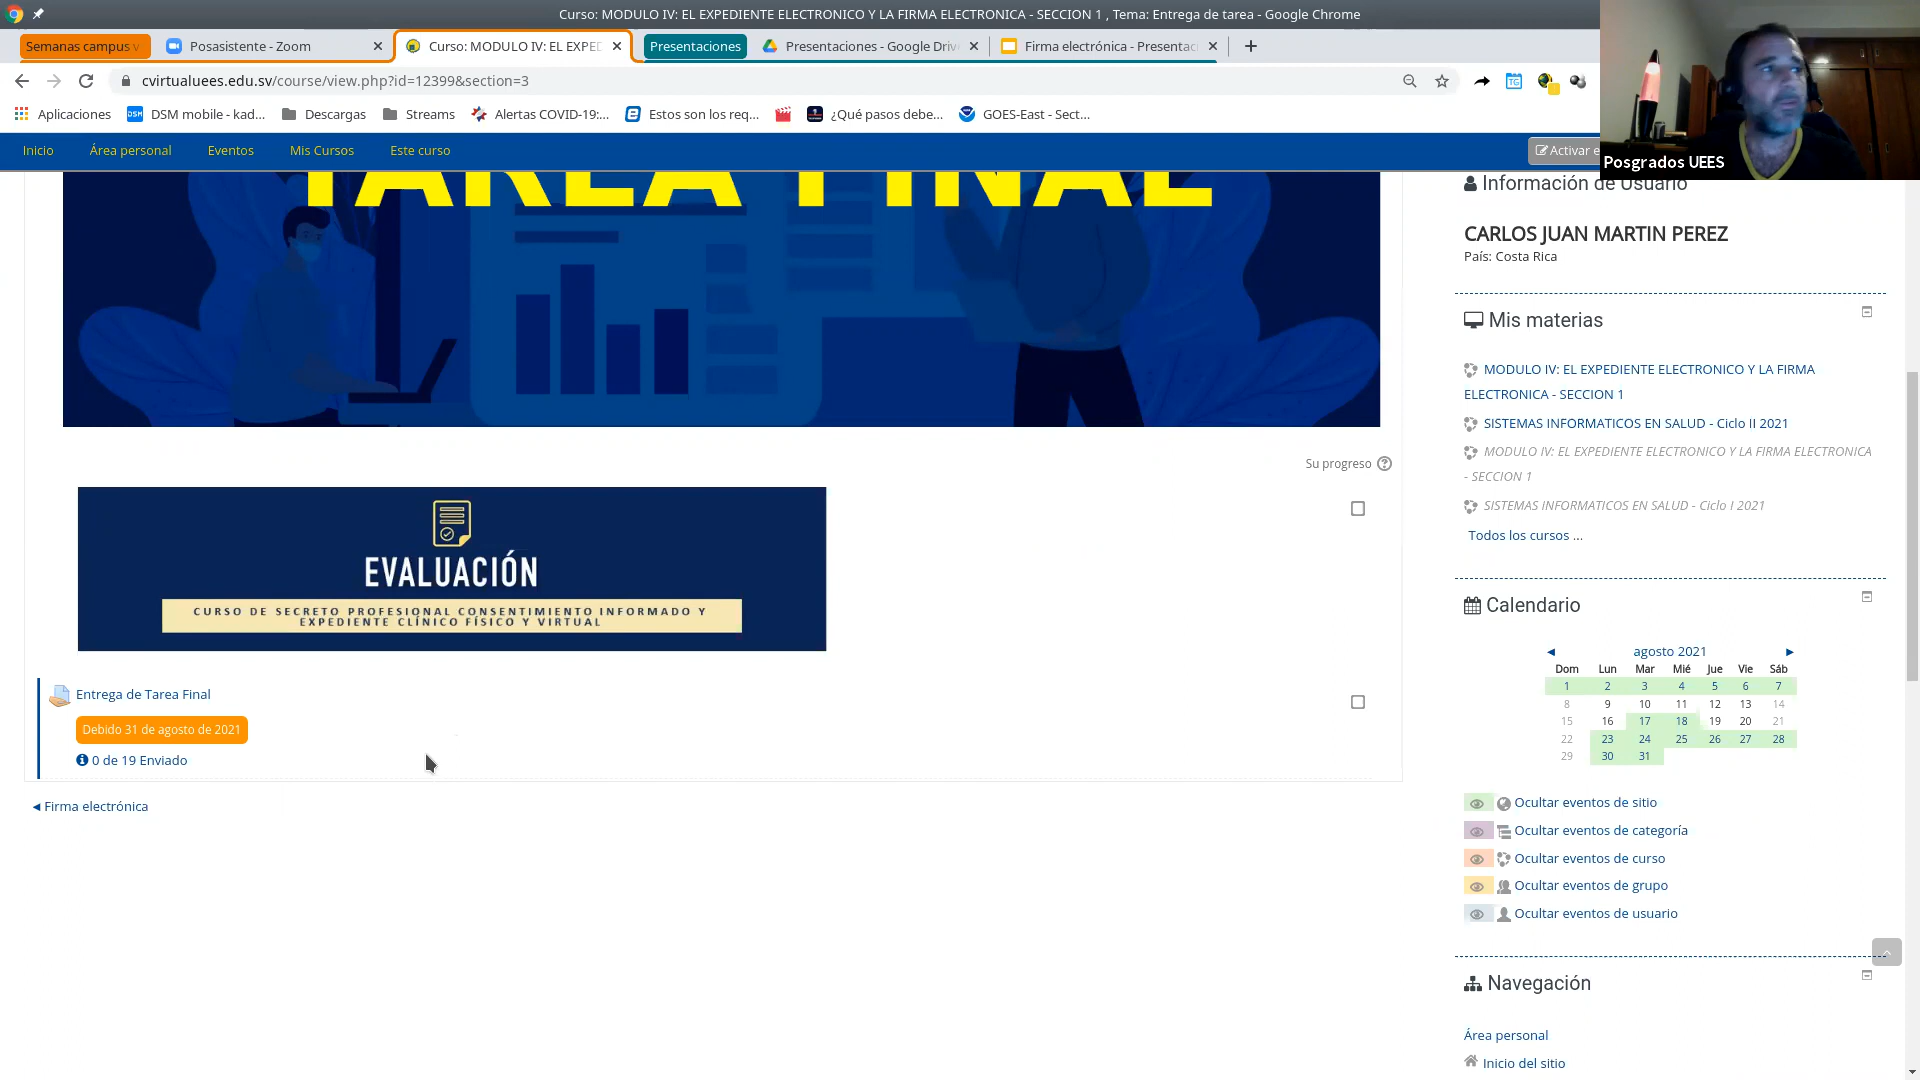 Curso: MODULO IV: EL EXPEDIENTE ELECTRONICO Y LA FIRMA ELECTRONICA - SECCION 1 , Tema: Entrega de tarea - Google Chrome
Semanas campus v
Posasistente - Zoom
Curso: MODULO IV: EL EXPED
Presentaciones
Presentaciones - Google Driv
Firma electrónica - Presentac
cvirtualuees.edu.sv/course/view.php?id=12399&section=3
Aplicaciones
DSM mobile - kad...
Descargas
Streams
Alertas COVID-19:...
Estos son los req...
¿Qué pasos debe...
GOES-East - Sect...
Inicio
Área personal
Eventos
Mis Cursos
Este curso
Activar e
Posgrados UEES
TAREA FINAL
Su progreso
EVALUACIÓN
CURSO DE SECRETO PROFESIONAL CONSENTIMIENTO INFORMADO Y
EXPEDIENTE CLÍNICO FÍSICO Y VIRTUAL
Entrega de Tarea Final
Debido 31 de agosto de 2021
0 de 19 Enviado
◄ Firma electrónica
Información de Usuario
CARLOS JUAN MARTIN PEREZ
País: Costa Rica
Mis materias
MODULO IV: EL EXPEDIENTE ELECTRONICO Y LA FIRMA
ELECTRONICA - SECCION 1
SISTEMAS INFORMATICOS EN SALUD - Ciclo II 2021
MODULO IV: EL EXPEDIENTE ELECTRONICO Y LA FIRMA ELECTRONICA
- SECCION 1
SISTEMAS INFORMATICOS EN SALUD - Ciclo I 2021
Todos los cursos ...
Calendario
◄ agosto 2021 ►
Dom Lun Mar Mié Jue Vie Sáb
1 2 3 4 5 6 7
8 9 10 11 12 13 14
15 16 17 18 19 20 21
22 23 24 25 26 27 28
29 30 31
Ocultar eventos de sitio
Ocultar eventos de categoría
Ocultar eventos de curso
Ocultar eventos de grupo
Ocultar eventos de usuario
Navegación
Área personal
Inicio del sitio